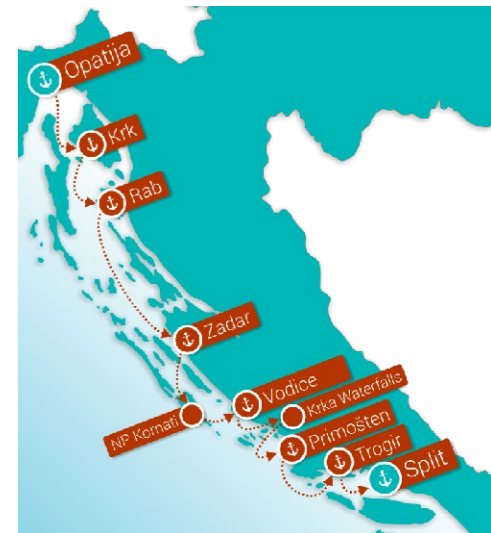 Opatija
Krk
Rab
Zadar
NP Kornati
Vodice
Krka Waterfalls
Primošten
Trogir
Split